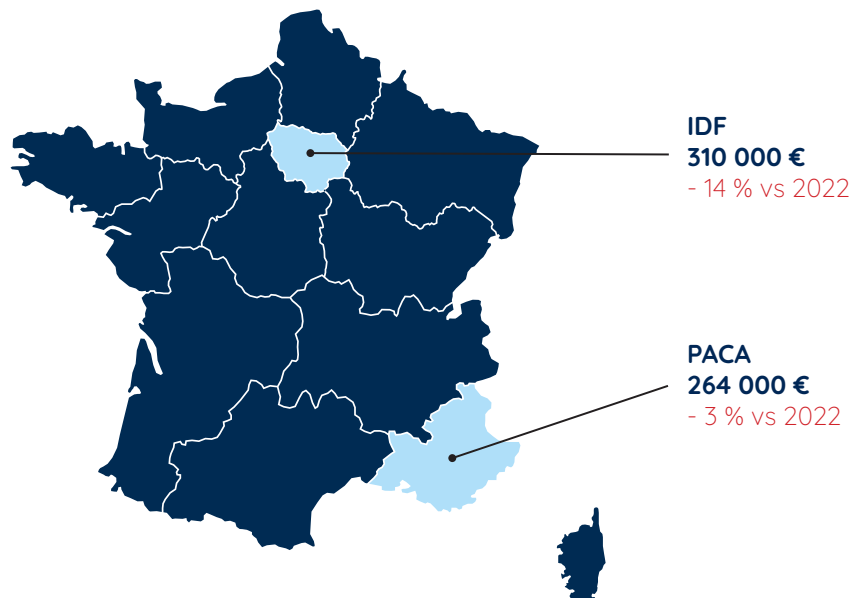 IDF
310 000 €
- 14 % vs 2022
PACA
264 000 €
- 3 % vs 2022